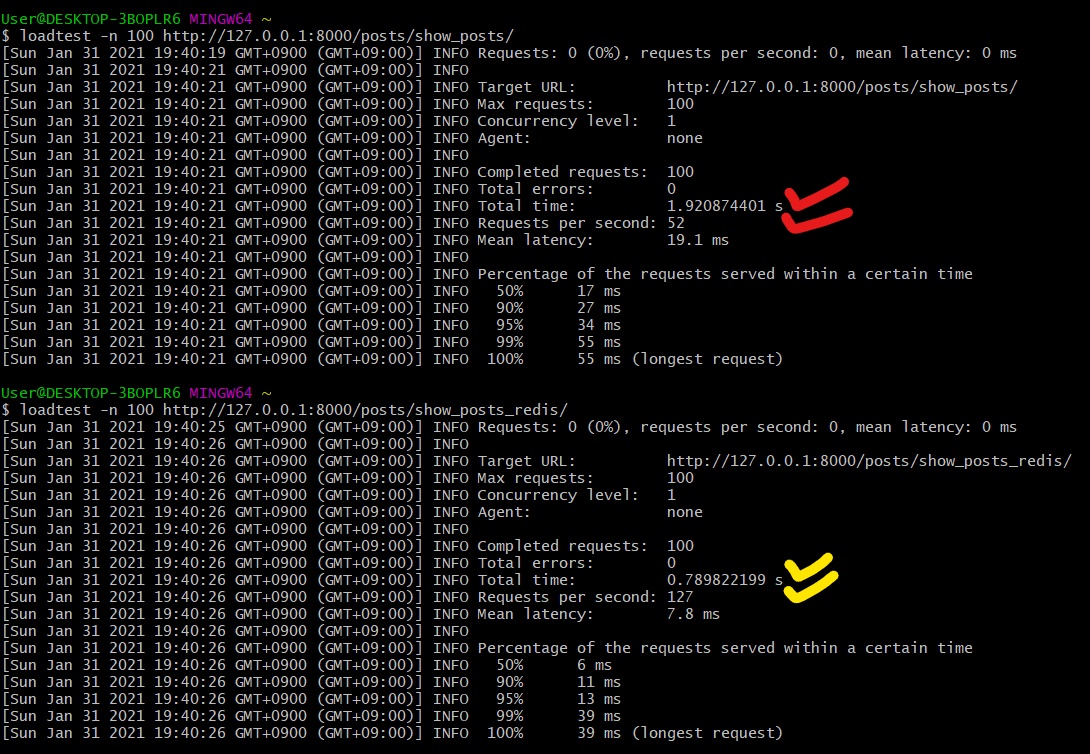 User@DESKTOP-3BOPLR6 MINGW64 ~
$ loadtest -n 100 http://127.0.0.1:8000/posts/show_posts/
[Sun Jan 31 2021 19:40:19 GMT+0900 (GMT+09:00)] INFO Requests: 0 (0%), requests per second: 0, mean latency: 0 ms
[Sun Jan 31 2021 19:40:21 GMT+0900 (GMT+09:00)] INFO
[Sun Jan 31 2021 19:40:21 GMT+0900 (GMT+09:00)] INFO Target URL:          http://127.0.0.1:8000/posts/show_posts/
[Sun Jan 31 2021 19:40:21 GMT+0900 (GMT+09:00)] INFO Max requests:        100
[Sun Jan 31 2021 19:40:21 GMT+0900 (GMT+09:00)] INFO Concurrency level:   1
[Sun Jan 31 2021 19:40:21 GMT+0900 (GMT+09:00)] INFO Agent:               none
[Sun Jan 31 2021 19:40:21 GMT+0900 (GMT+09:00)] INFO
[Sun Jan 31 2021 19:40:21 GMT+0900 (GMT+09:00)] INFO Completed requests:  100
[Sun Jan 31 2021 19:40:21 GMT+0900 (GMT+09:00)] INFO Total errors:        0
[Sun Jan 31 2021 19:40:21 GMT+0900 (GMT+09:00)] INFO Total time:          1.920874401 s
[Sun Jan 31 2021 19:40:21 GMT+0900 (GMT+09:00)] INFO Requests per second: 52
[Sun Jan 31 2021 19:40:21 GMT+0900 (GMT+09:00)] INFO Mean latency:        19.1 ms
[Sun Jan 31 2021 19:40:21 GMT+0900 (GMT+09:00)] INFO
[Sun Jan 31 2021 19:40:21 GMT+0900 (GMT+09:00)] INFO Percentage of the requests served within a certain time
[Sun Jan 31 2021 19:40:21 GMT+0900 (GMT+09:00)] INFO   50%      17 ms
[Sun Jan 31 2021 19:40:21 GMT+0900 (GMT+09:00)] INFO   90%      27 ms
[Sun Jan 31 2021 19:40:21 GMT+0900 (GMT+09:00)] INFO   95%      34 ms
[Sun Jan 31 2021 19:40:21 GMT+0900 (GMT+09:00)] INFO   99%      55 ms
[Sun Jan 31 2021 19:40:21 GMT+0900 (GMT+09:00)] INFO  100%      55 ms (longest request)
User@DESKTOP-3BOPLR6 MINGW64 ~
$ loadtest -n 100 http://127.0.0.1:8000/posts/show_posts_redis/
[Sun Jan 31 2021 19:40:25 GMT+0900 (GMT+09:00)] INFO Requests: 0 (0%), requests per second: 0, mean latency: 0 ms
[Sun Jan 31 2021 19:40:26 GMT+0900 (GMT+09:00)] INFO
[Sun Jan 31 2021 19:40:26 GMT+0900 (GMT+09:00)] INFO Target URL:          http://127.0.0.1:8000/posts/show_posts_redis/
[Sun Jan 31 2021 19:40:26 GMT+0900 (GMT+09:00)] INFO Max requests:        100
[Sun Jan 31 2021 19:40:26 GMT+0900 (GMT+09:00)] INFO Concurrency level:   1
[Sun Jan 31 2021 19:40:26 GMT+0900 (GMT+09:00)] INFO Agent:               none
[Sun Jan 31 2021 19:40:26 GMT+0900 (GMT+09:00)] INFO
[Sun Jan 31 2021 19:40:26 GMT+0900 (GMT+09:00)] INFO Completed requests:  100
[Sun Jan 31 2021 19:40:26 GMT+0900 (GMT+09:00)] INFO Total errors:        0
[Sun Jan 31 2021 19:40:26 GMT+0900 (GMT+09:00)] INFO Total time:          0.789822199 s
[Sun Jan 31 2021 19:40:26 GMT+0900 (GMT+09:00)] INFO Requests per second: 127
[Sun Jan 31 2021 19:40:26 GMT+0900 (GMT+09:00)] INFO Mean latency:        7.8 ms
[Sun Jan 31 2021 19:40:26 GMT+0900 (GMT+09:00)] INFO
[Sun Jan 31 2021 19:40:26 GMT+0900 (GMT+09:00)] INFO Percentage of the requests served within a certain time
[Sun Jan 31 2021 19:40:26 GMT+0900 (GMT+09:00)] INFO   50%      6 ms
[Sun Jan 31 2021 19:40:26 GMT+0900 (GMT+09:00)] INFO   90%      11 ms
[Sun Jan 31 2021 19:40:26 GMT+0900 (GMT+09:00)] INFO   95%      13 ms
[Sun Jan 31 2021 19:40:26 GMT+0900 (GMT+09:00)] INFO   99%      39 ms
[Sun Jan 31 2021 19:40:26 GMT+0900 (GMT+09:00)] INFO  100%      39 ms (longest request)